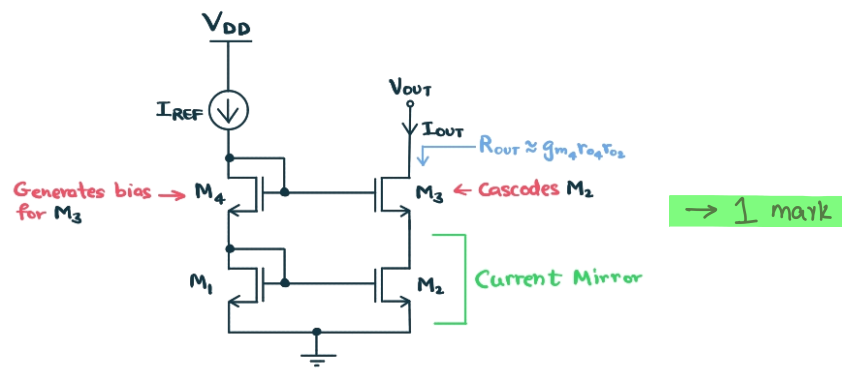 VDD
IREF
VOUT
IOUT
ROUT ≈ gm4ro4ro2
Generates bias → M4
for M3
M3 ← Cascodes M2
→ 1 mark
M1
M2
Current Mirror